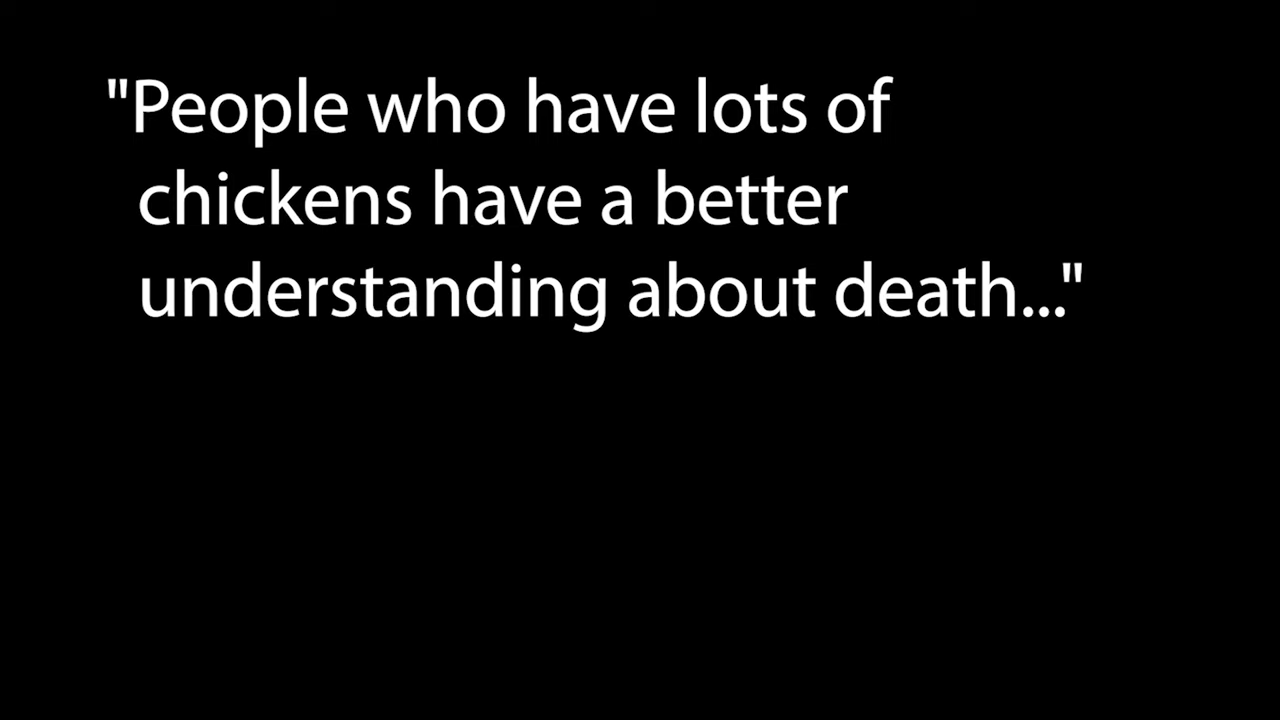 "People who have lots of
chickens have a better
understanding about death..."